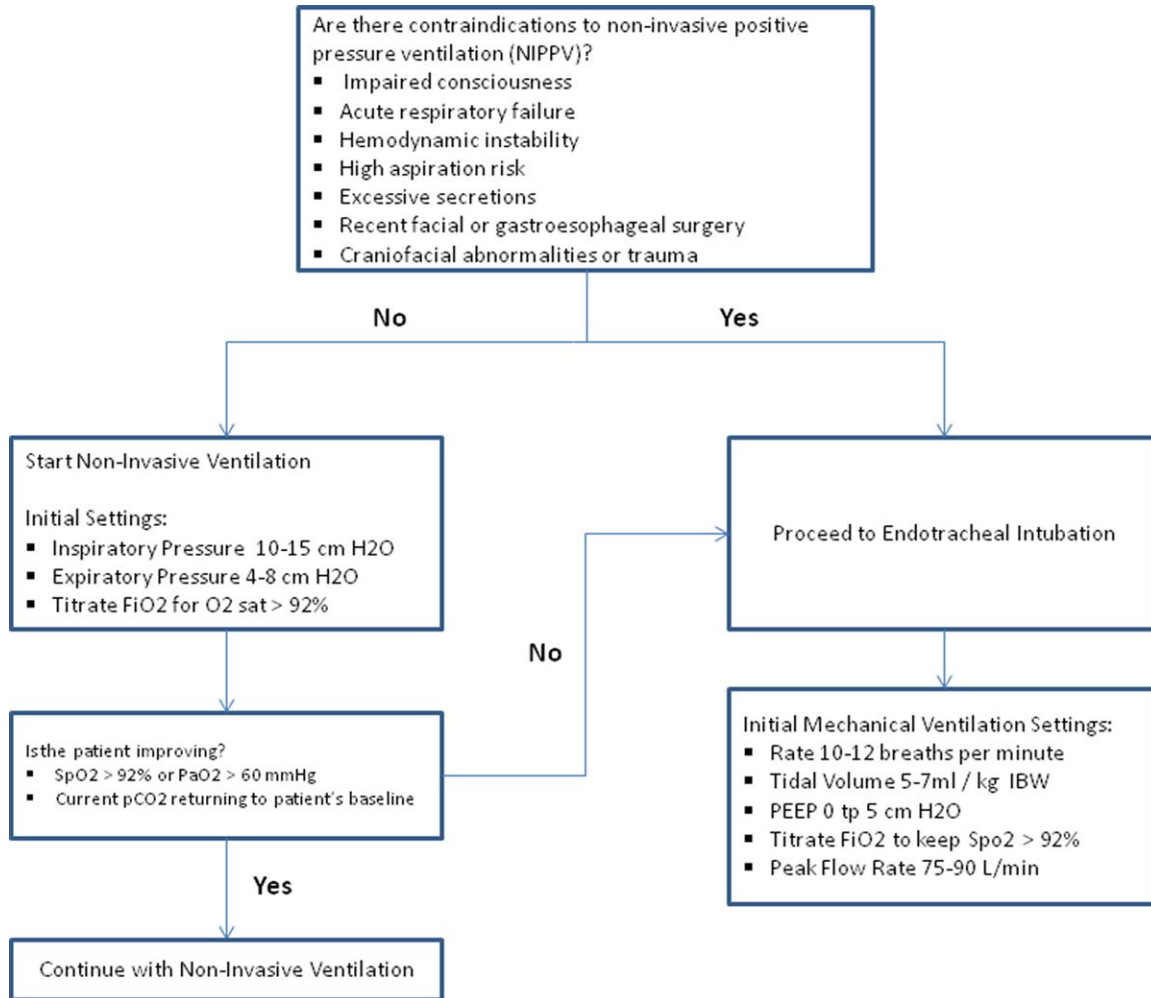 Are there contraindications to non-invasive positive
pressure ventilation (NIPPV)?
▪ Impaired consciousness
▪ Acute respiratory failure
▪ Hemodynamic instability
▪ High aspiration risk
▪ Excessive secretions
▪ Recent facial or gastroesophageal surgery
▪ Craniofacial abnormalities or trauma
No
Yes
Start Non-Invasive Ventilation
Initial Settings:
▪ Inspiratory Pressure 10-15 cm H2O
▪ Expiratory Pressure 4-8 cm H2O
▪ Titrate FiO2 for O2 sat > 92%
Proceed to Endotracheal Intubation
No
Is the patient improving?
▪ SpO2 > 92% or PaO2 > 60 mmHg
▪ Current pCO2 returning to patient's baseline
Initial Mechanical Ventilation Settings:
▪ Rate 10-12 breaths per minute
▪ Tidal Volume 5-7ml / kg IBW
▪ PEEP 0 tp 5 cm H2O
▪ Titrate FiO2 to keep Spo2 > 92%
▪ Peak Flow Rate 75-90 L/min
Yes
Continue with Non-Invasive Ventilation